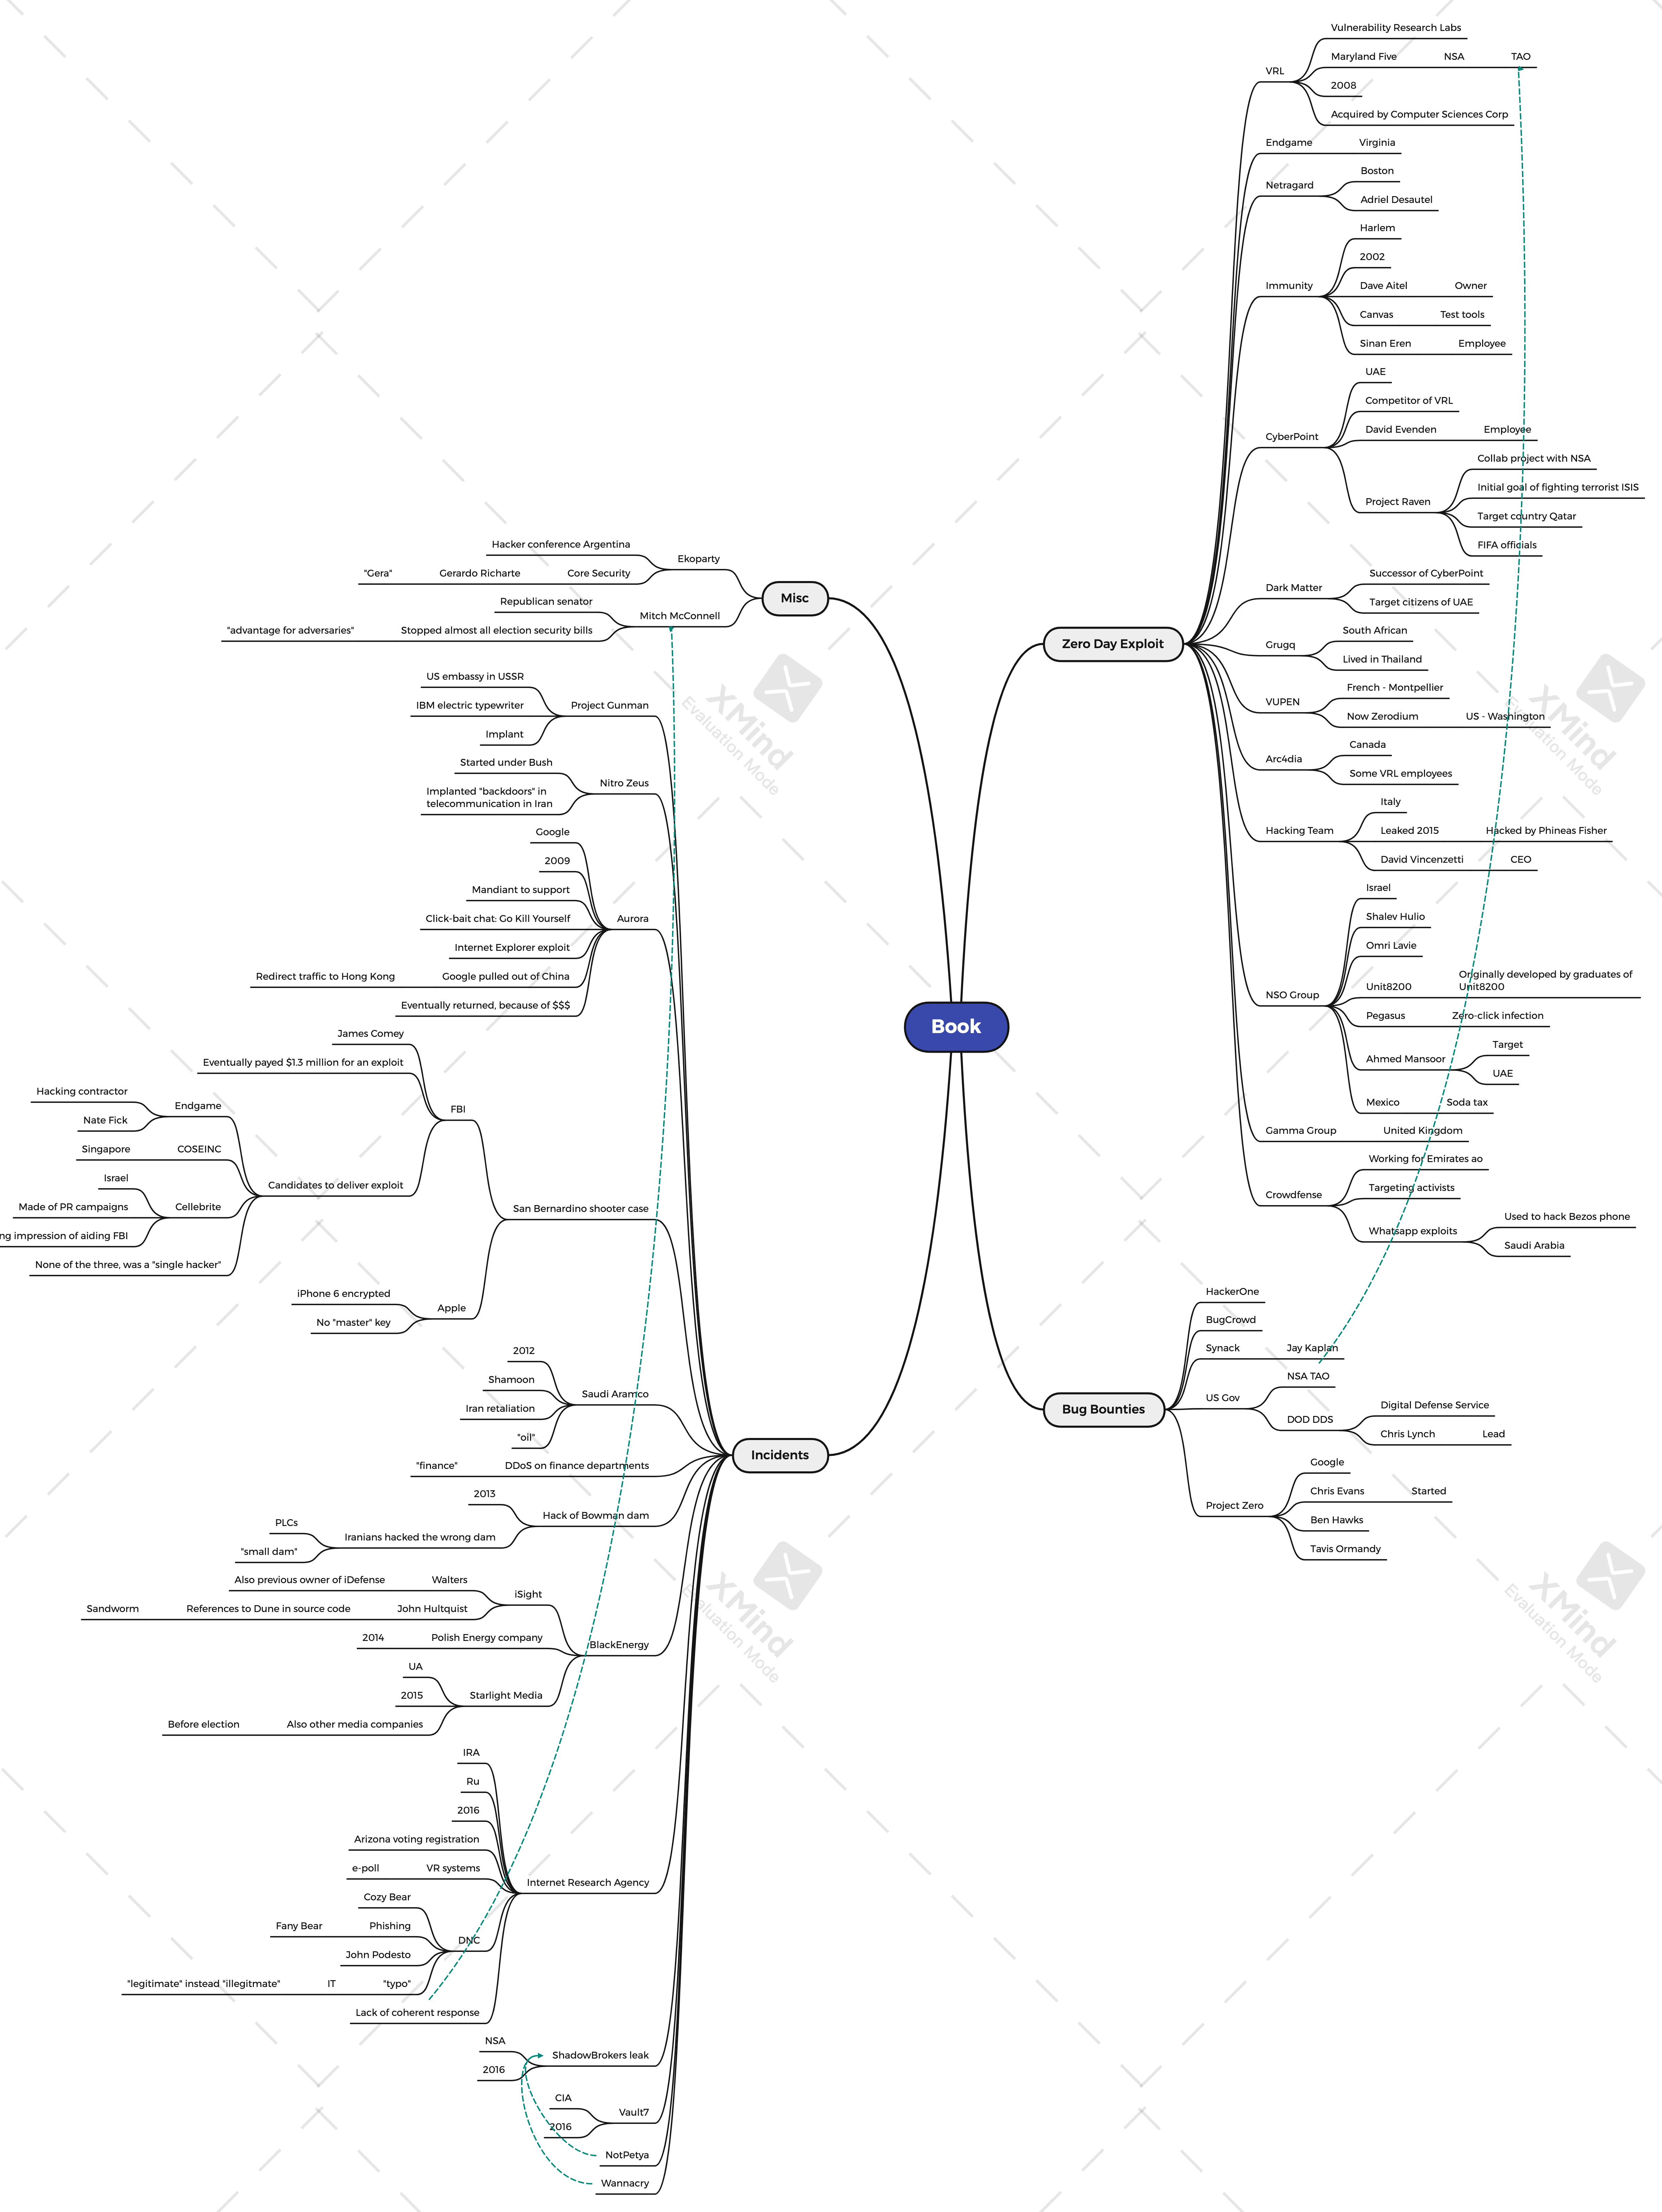 Book
Zero Day Exploit
VRL
Vulnerability Research Labs
Maryland Five
NSA
TAO
2008
Acquired by Computer Sciences Corp
Endgame
Virginia
Netragard
Boston
Adriel Desautel
Immunity
Harlem
2002
Dave Aitel
Owner
Canvas
Test tools
Sinan Eren
Employee
CyberPoint
UAE
Competitor of VRL
David Evenden
Employee
Project Raven
Collab project with NSA
Initial goal of fighting terrorist ISIS
Target country Qatar
FIFA officials
Dark Matter
Successor of CyberPoint
Target citizens of UAE
Grugq
South African
Lived in Thailand
VUPEN
French - Montpellier
Now Zerodium
US - Washington
Arc4dia
Canada
Some VRL employees
Hacking Team
Italy
Leaked 2015
Hacked by Phineas Fisher
David Vincenzetti
CEO
NSO Group
Israel
Shalev Hulio
Omri Lavie
Unit8200
Originally developed by graduates of
Unit8200
Pegasus
Zero-click infection
Ahmed Mansoor
Target
UAE
Mexico
Soda tax
Gamma Group
United Kingdom
Crowdfense
Working for Emirates ao
Targeting activists
Whatsapp exploits
Used to hack Bezos phone
Saudi Arabia
Bug Bounties
HackerOne
BugCrowd
Synack
Jay Kaplan
US Gov
NSA TAO
DOD DDS
Digital Defense Service
Chris Lynch
Lead
Project Zero
Google
Chris Evans
Started
Ben Hawks
Tavis Ormandy
Misc
Ekoparty
Hacker conference Argentina
Core Security
Gerardo Richarte
"Gera"
Mitch McConnell
Republican senator
Stopped almost all election security bills
"advantage for adversaries"
Incidents
Project Gunman
US embassy in USSR
IBM electric typewriter
Implant
Nitro Zeus
Started under Bush
Implanted "backdoors" in
telecommunication in Iran
Aurora
Google
2009
Mandiant to support
Click-bait chat: Go Kill Yourself
Internet Explorer exploit
Google pulled out of China
Redirect traffic to Hong Kong
Eventually returned, because of $$$
San Bernardino shooter case
FBI
James Comey
Eventually payed $1.3 million for an exploit
Candidates to deliver exploit
Endgame
Hacking contractor
Nate Fick
COSEINC
Singapore
Cellebrite
Israel
Made of PR campaigns
ng impression of aiding FBI
None of the three, was a "single hacker"
Apple
iPhone 6 encrypted
No "master" key
Saudi Aramco
2012
Shamoon
Iran retaliation
"oil"
DDoS on finance departments
"finance"
Hack of Bowman dam
2013
Iranians hacked the wrong dam
PLCs
"small dam"
BlackEnergy
iSight
Walters
Also previous owner of iDefense
John Hultquist
References to Dune in source code
Sandworm
Polish Energy company
2014
Starlight Media
UA
2015
Also other media companies
Before election
Internet Research Agency
IRA
Ru
2016
Arizona voting registration
VR systems
e-poll
DNC
Cozy Bear
Phishing
Fany Bear
John Podesto
"typo"
IT
"legitimate" instead "illegitmate"
Lack of coherent response
ShadowBrokers leak
NSA
2016
Vault7
CIA
2016
NotPetya
Wannacry
XMind
Evaluation Mode
XMind
Evaluation Mode
XMind
Evaluation Mode
XMind
Evaluation Mode